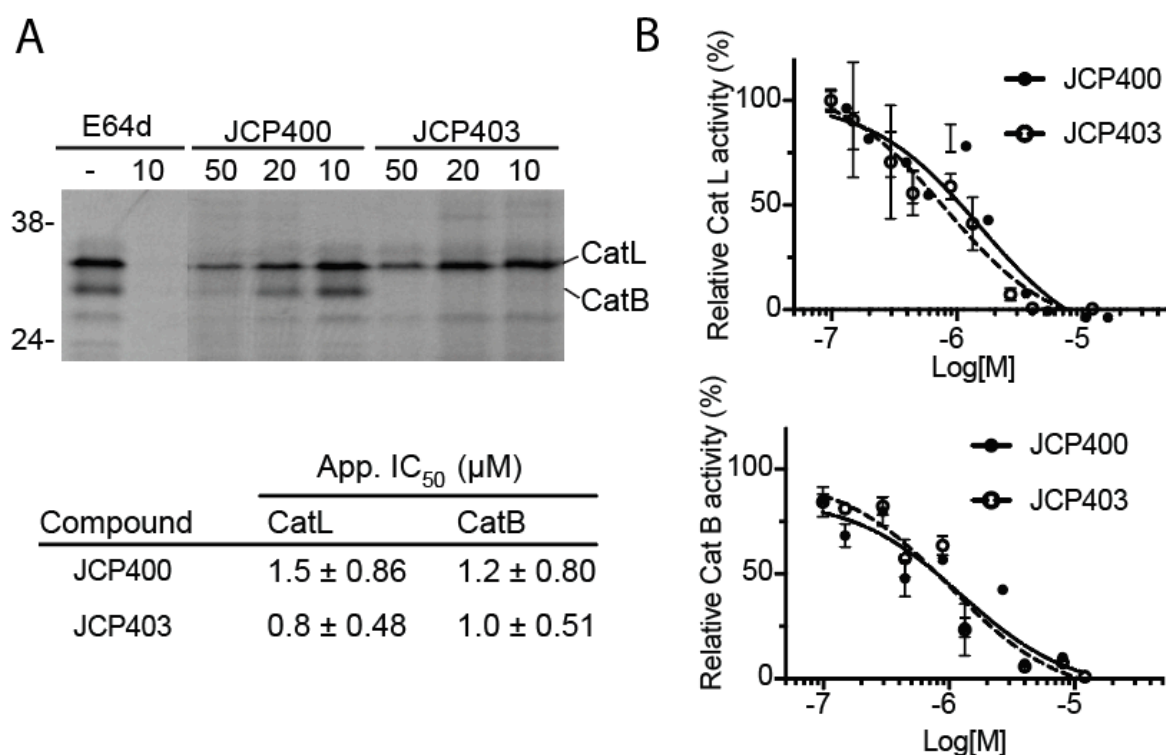 A
E64d JCP400 JCP403
- 10 50 20 10 50 20 10
38-
CatL
CatB
24-
App. IC50 (µM)
Compound CatL CatB
JCP400 1.5 ± 0.86 1.2 ± 0.80
JCP403 0.8 ± 0.48 1.0 ± 0.51
B
Relative Cat L activity (%)
JCP400
JCP403
100
50
0
-7 -6 -5
Log[M]
Relative Cat B activity (%)
JCP400
JCP403
100
50
0
-7 -6 -5
Log[M]